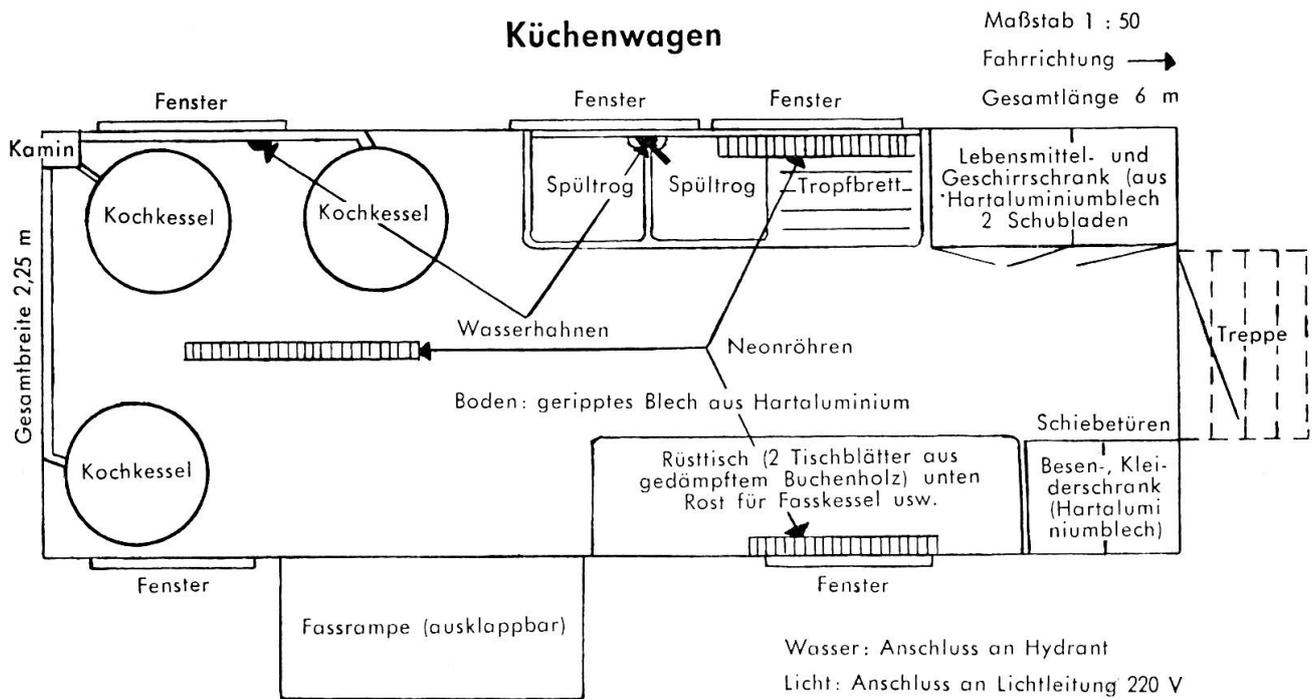 Küchenwagen
Maßstab 1 : 50
Fahrrichtung
Gesamtlänge 6 m
Fenster
Fenster
Fenster
Kamin
Kochkessel
Kochkessel
Spültrog
Spültrog
Tropfbrett
Lebensmittel- und
Geschirrschrank (aus
Hartaluminiumblech
2 Schubladen
Gesamtbreite 2,25 m
Wasserhahnen
Neonröhren
Treppe
Boden: geripptes Blech aus Hartaluminium
Schiebetüren
Kochkessel
Rüsttisch (2 Tischblätter aus
gedämpftem Buchenholz) unten
Rost für Fasskessel usw.
Besen-, Klei-
derschrank
(Hartalumi
niumblech)
Fenster
Fenster
Fassrampe (ausklappbar)
Wasser: Anschluss an Hydrant
Licht: Anschluss an Lichtleitung 220 V